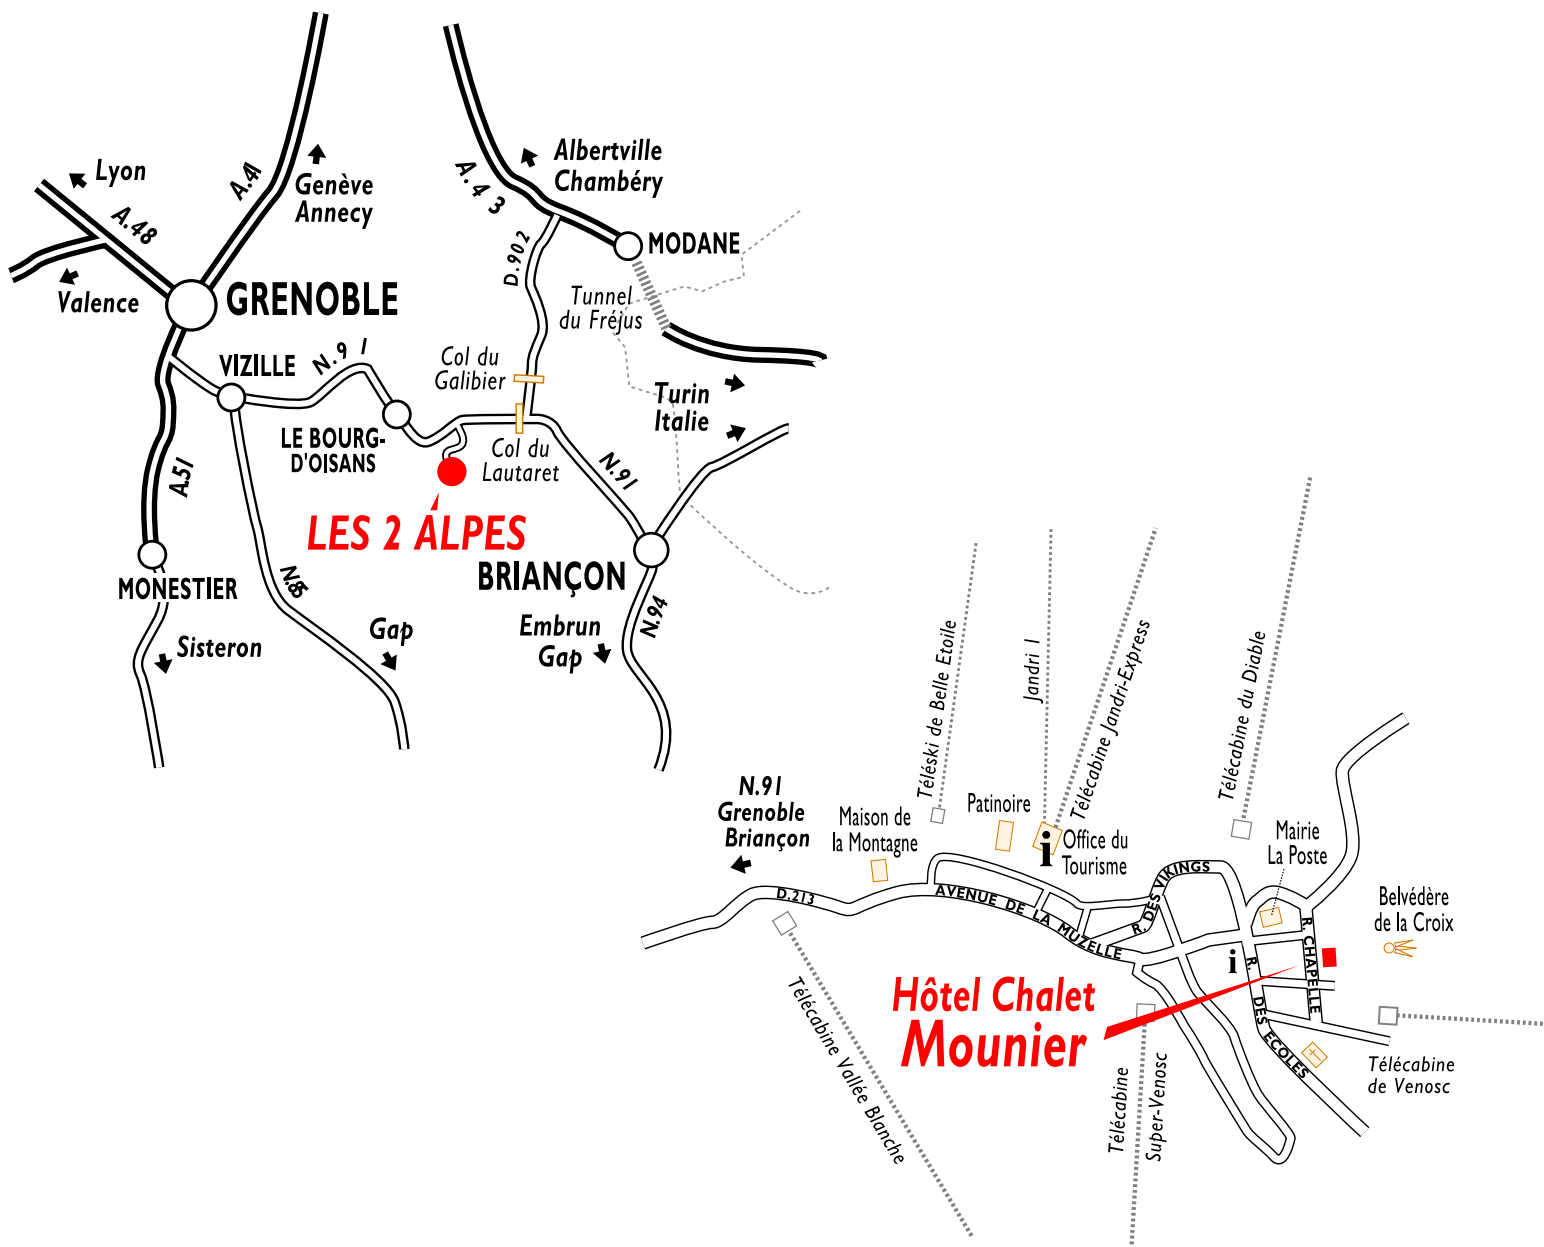 Lyon
A.48
A.41
Genève
Annecy
Valence
GRENOBLE
VIZILLE
N.91
LE BOURG-
D'OISANS
A.51
MONESTIER
Sisteron
N.85
Gap
A.43
Albertville
Chambéry
D.902
MODANE
Tunnel
du Fréjus
Col du
Galibier
Turin
Italie
Col du
Lautaret
N.91
LES 2 ALPES
BRIANÇON
Embrun
Gap
N.94
Téléski de Belle Etoile
Jandri I
Télécabine Jandri-Express
Télécabine du Diable
N.91
Grenoble
Briançon
Maison de
la Montagne
Patinoire
i
Office du
Tourisme
Mairie
La Poste
D.213
AVENUE DE LA MUZELLE
R. DES VIKINGS
R. CHAPELLE
Belvédère
de la Croix
i
R. DES ECOLES
Hôtel Chalet
Mounier
Télécabine Vallée Blanche
Télécabine
Super-Venosc
Télécabine
de Venosc